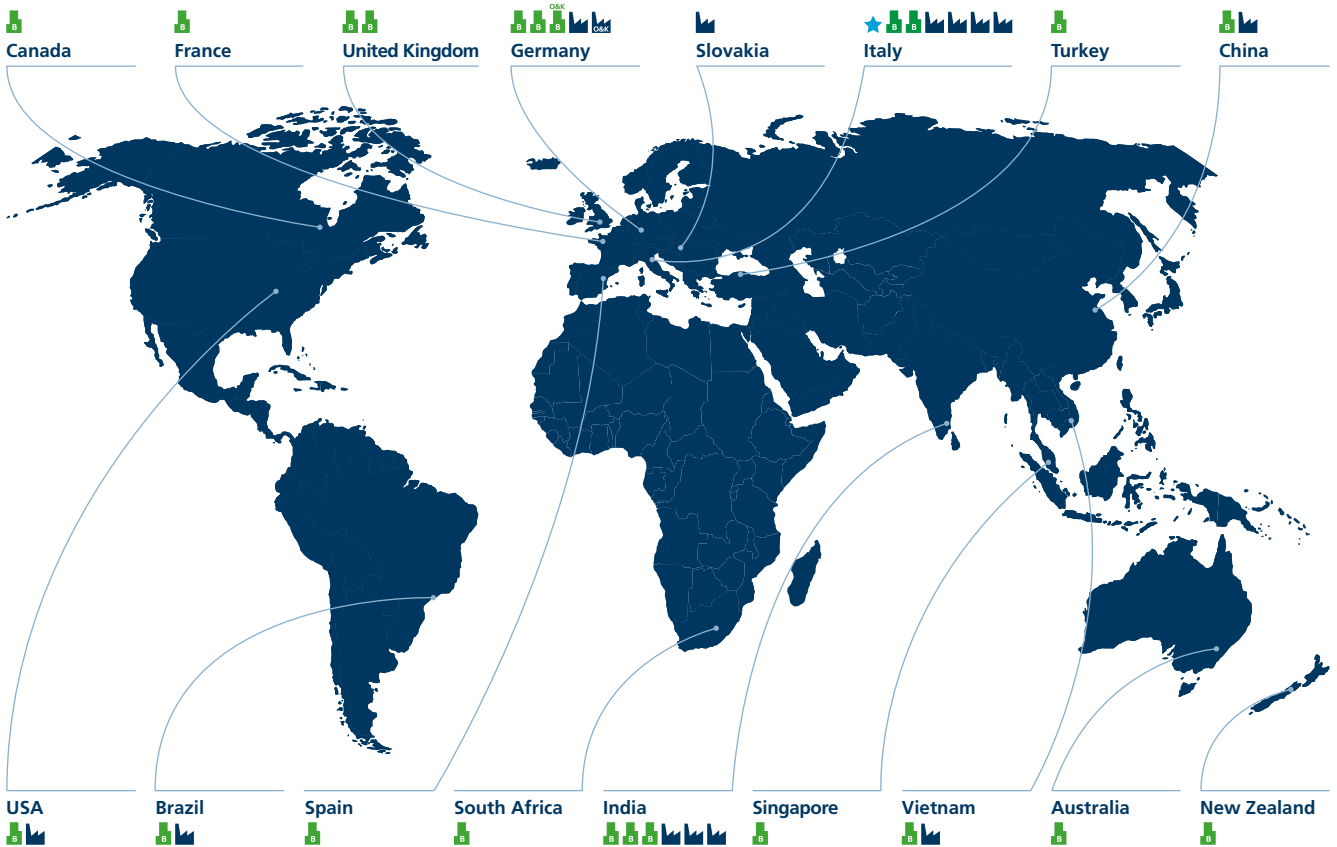 O&K
B B B B B B B O&K B B B B
Canada France United Kingdom Germany Slovakia Italy Turkey China
USA Brazil Spain South Africa India Singapore Vietnam Australia New Zealand
B B B B B B B B B B B